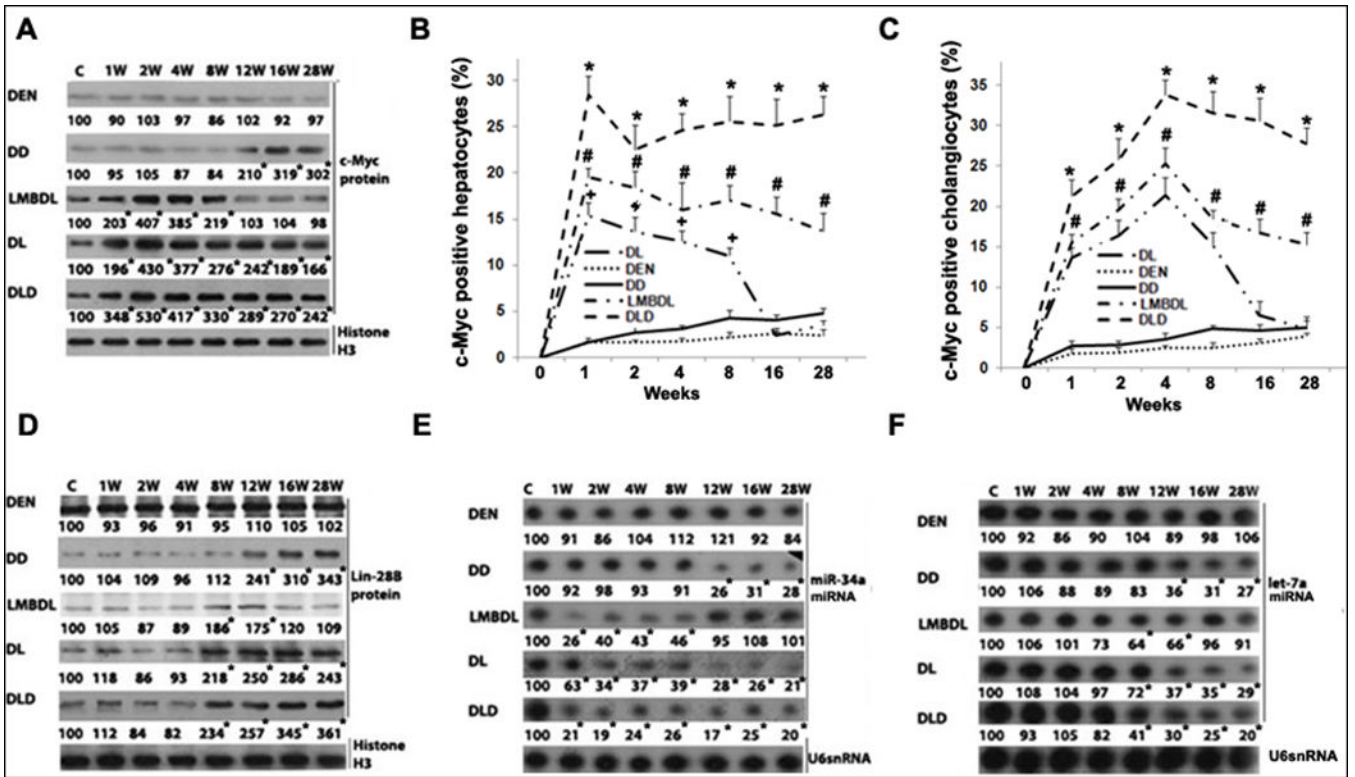 A
C 1W 2W 4W 8W 12W 16W 28W
DEN
100 90 103 97 86 102 92 97
DD
100 95 105 87 84 210* 319* 302*
LMBDL
100 203* 407* 385* 219* 103 104 98
DL
100 196* 430* 377* 276* 242* 189* 166*
DLD
100 348* 530* 417* 330* 289* 270* 242*
c-Myc
protein
Histone
H3
B
c-Myc positive hepatocytes (%)
30
25
20
15
10
5
0
* * * * * *
# # # # # #
+ + + +
DL
DEN
DD
LMBDL
DLD
0 1 2 4 8 16 28
Weeks
C
c-Myc positive cholangiocytes (%)
35
30
25
20
15
10
5
0
* * * * * *
# # # # # #
DL
DEN
DD
LMBDL
DLD
0 1 2 4 8 16 28
Weeks
D
C 1W 2W 4W 8W 12W 16W 28W
DEN
100 93 96 91 95 110 105 102
DD
100 104 109 96 112 241* 310* 343*
LMBDL
100 105 87 89 186* 175* 120 109
DL
100 118 86 93 218* 250* 286* 243*
DLD
100 112 84 82 234* 257* 345* 361*
Lin-28B
protein
Histone
H3
E
C 1W 2W 4W 8W 12W 16W 28W
DEN
100 91 86 104 112 121 92 84
DD
100 92 98 93 91 26* 31* 28*
LMBDL
100 26* 40* 43* 46* 95 108 101
DL
100 63* 34* 37* 39* 28* 26* 21*
DLD
100 21* 19* 24* 26* 17* 25* 20*
miR-34a
miRNA
U6snRNA
F
C 1W 2W 4W 8W 12W 16W 28W
DEN
100 92 86 90 104 89 98 106
DD
100 106 88 89 83 36* 31* 27*
LMBDL
100 106 101 73 64* 66* 96 91
DL
100 108 104 97 72* 37* 35* 29*
DLD
100 93 105 82 41* 30* 25* 20*
let-7a
miRNA
U6snRNA